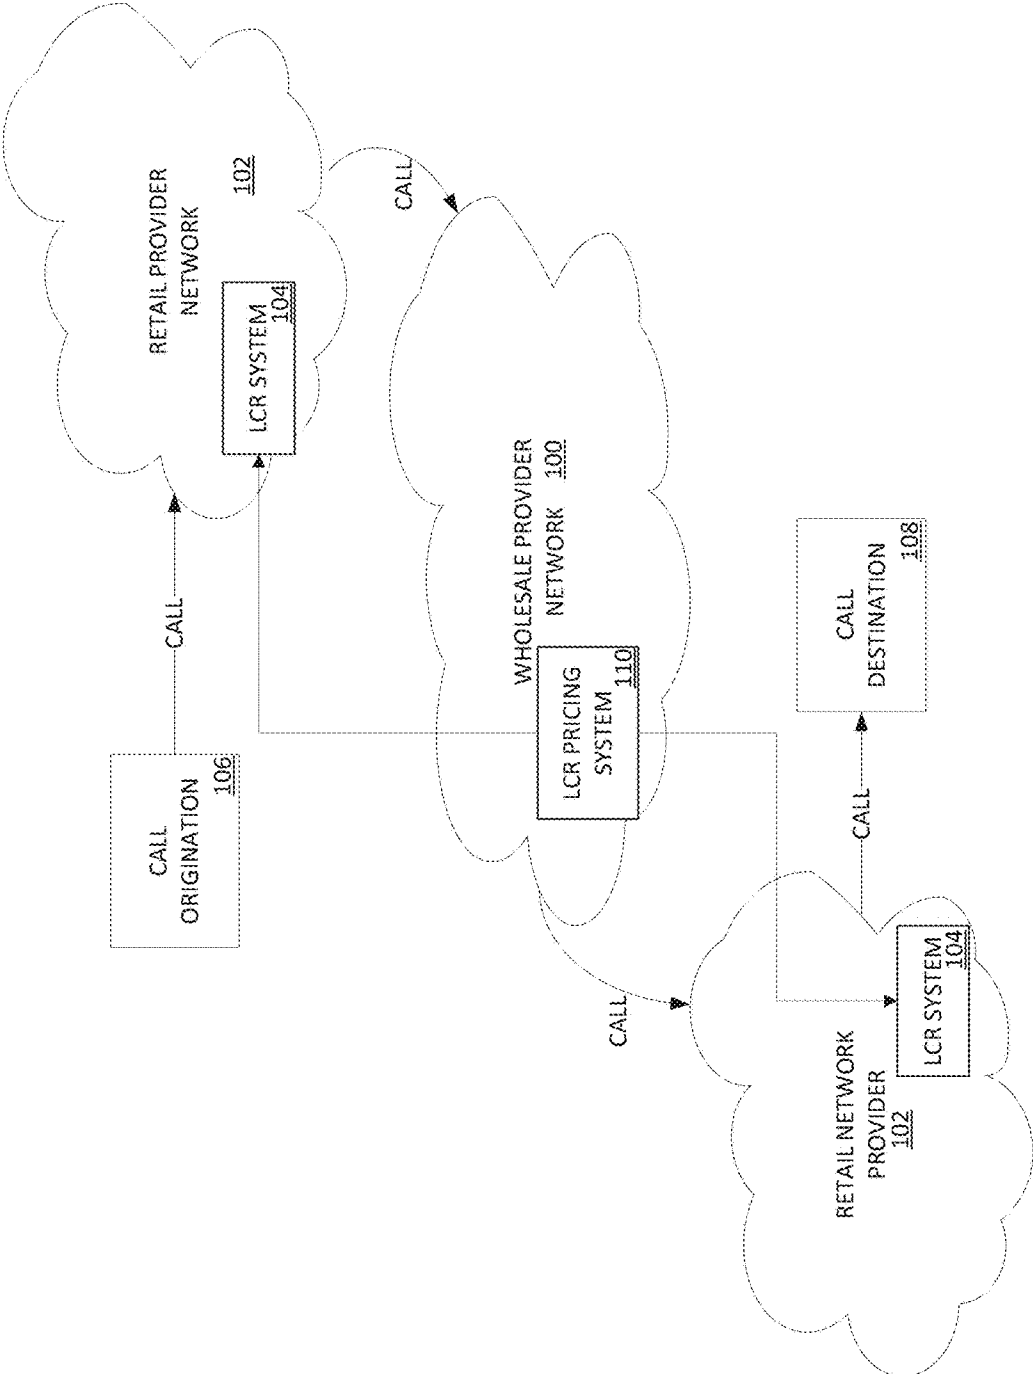 CALL
ORIGINATION
106
CALL
RETAIL PROVIDER
NETWORK
102
LCR SYSTEM
104
CALL
WHOLESALE PROVIDER
NETWORK 100
LCR PRICING
SYSTEM
110
CALL
RETAIL NETWORK
PROVIDER
102
LCR SYSTEM
104
CALL
CALL
DESTINATION
108